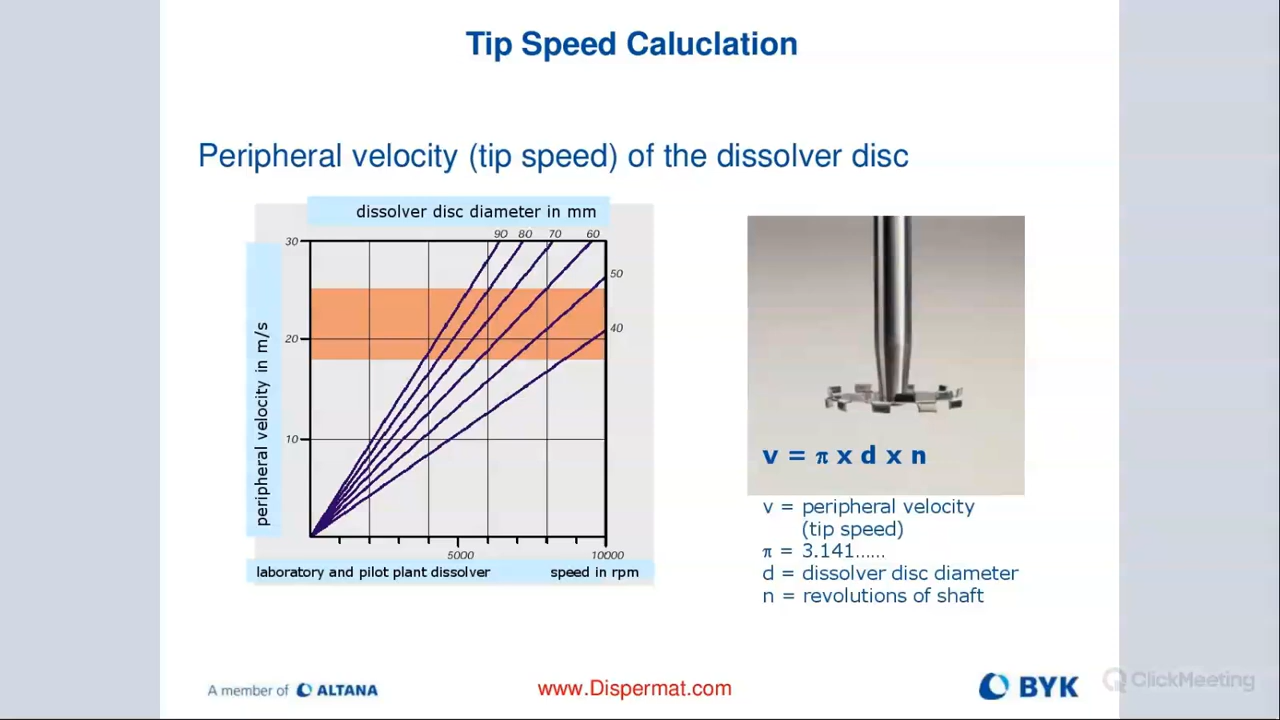 Tip Speed Caluclation
Peripheral velocity (tip speed) of the dissolver disc
dissolver disc diameter in mm
90 80 70 60
50
40
30
20
10
peripheral velocity in m/s
5000 10000
laboratory and pilot plant dissolver speed in rpm
v = π x d x n
v = peripheral velocity
(tip speed)
π = 3.141......
d = dissolver disc diameter
n = revolutions of shaft
A member of ALTANA
www.Dispermat.com
BYK
ClickMeeting